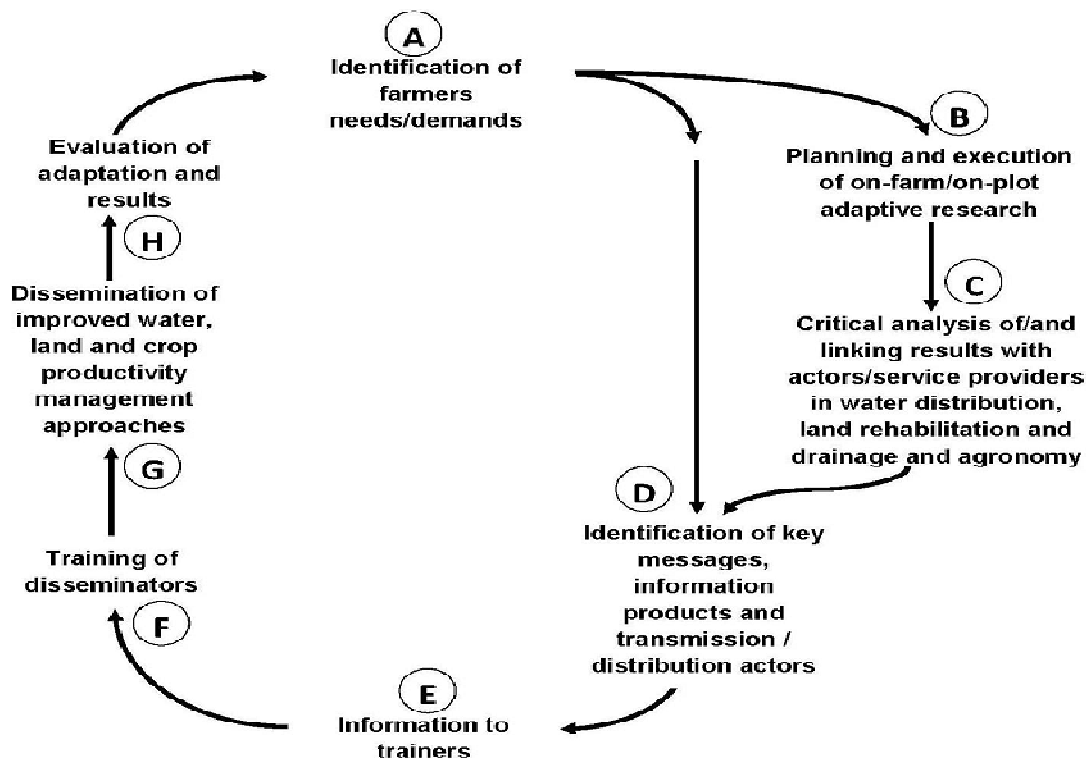 A
Identification of
farmers
needs/demands
B
Planning and execution
of on-farm/on-plot
adaptive research
C
Critical analysis of/and
linking results with
actors/service providers
in water distribution,
land rehabilitation and
drainage and agronomy
D
Identification of key
messages,
information
products and
transmission /
distribution actors
E
Information to
trainers
F
Training of
disseminators
G
Dissemination of
improved water,
land and crop
productivity
management
approaches
H
Evaluation of
adaptation and
results